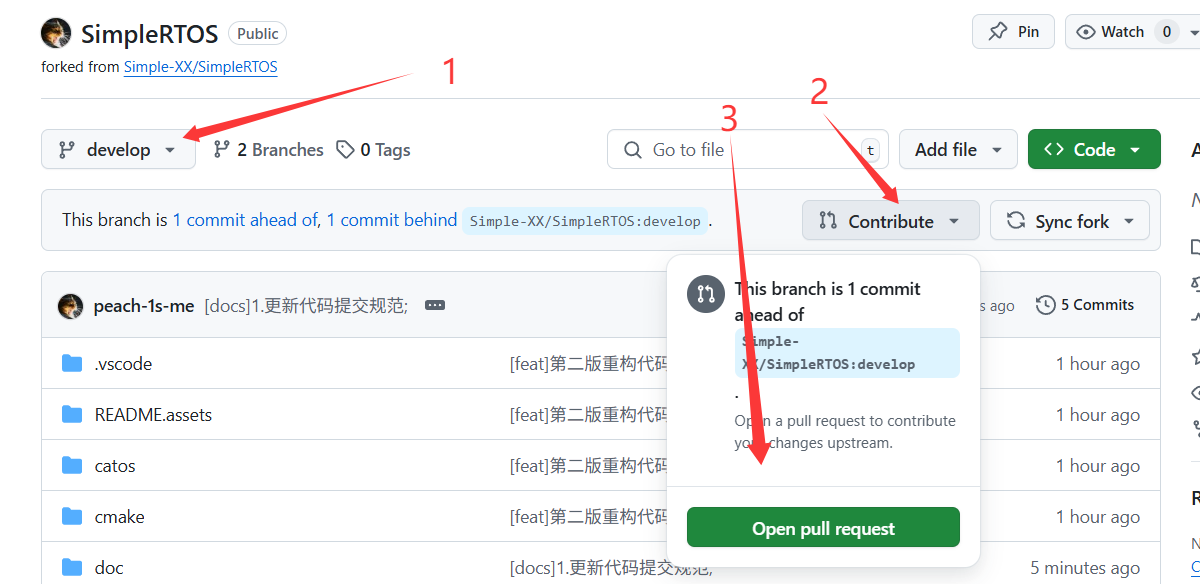 SimpleRTOS Public
Pin
Watch 0
forked from Simple-XX/SimpleRTOS
1
2
3
develop
2 Branches
0 Tags
Go to file
t
Add file
Code
This branch is 1 commit ahead of, 1 commit behind Simple-XX/SimpleRTOS:develop .
Contribute
Sync fork
peach-1s-me [docs]1.更新代码提交规范;
s ago
5 Commits
This branch is 1 commit
ahead of
Simple-
XX/SimpleRTOS:develop
.
Open a pull request to contribute
your changes upstream.
Open pull request
.vscode [feat]第二版重构代码 1 hour ago
README.assets [feat]第二版重构代码 1 hour ago
catos [feat]第二版重构代码 1 hour ago
cmake [feat]第二版重构代码 1 hour ago
doc [docs]1.更新代码提交规范; 5 minutes ago